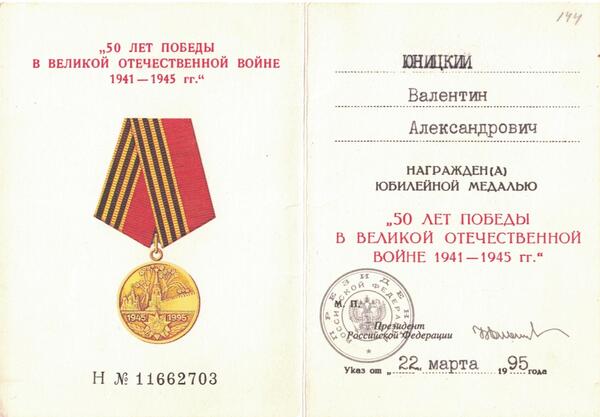 „50 ЛЕТ ПОБЕДЫ
В ВЕЛИКОЙ ОТЕЧЕСТВЕННОЙ ВОЙНЕ
1941—1945 гг.“
1945 1995
Н № 11662703
144
ЮНИЦКИЙ
Валентин
Александрович
НАГРАЖДЕН(А)
ЮБИЛЕЙНОЙ МЕДАЛЬЮ
„50 ЛЕТ ПОБЕДЫ
В ВЕЛИКОЙ ОТЕЧЕСТВЕННОЙ
ВОЙНЕ 1941—1945 гг.“
М. П.
Президент
Российской Федерации
Указ от „22 марта 1995 года